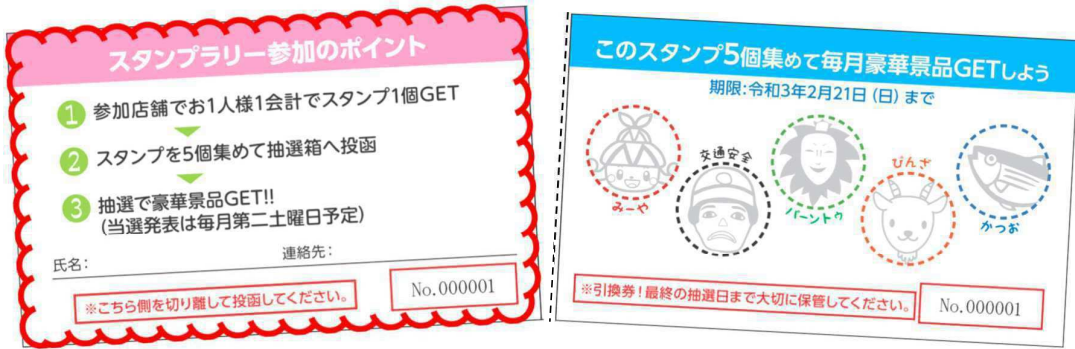 スタンプラリー参加のポイント
1 参加店舗でお1人様1会計でスタンプ1個GET
2 スタンプを5個集めて抽選箱へ投函
3 抽選で豪華景品GET!!
(当選発表は毎月第二土曜日予定)
氏名: 連絡先:
※こちら側を切り離して投函してください。
No.000001
このスタンプ5個集めて毎月豪華景品GETしよう
期限:令和3年2月21日(日)まで
みーや
交通安全
パーントゥ
ぴんざ
かつお
※引換券!最終の抽選日まで大切に保管してください。
No.000001